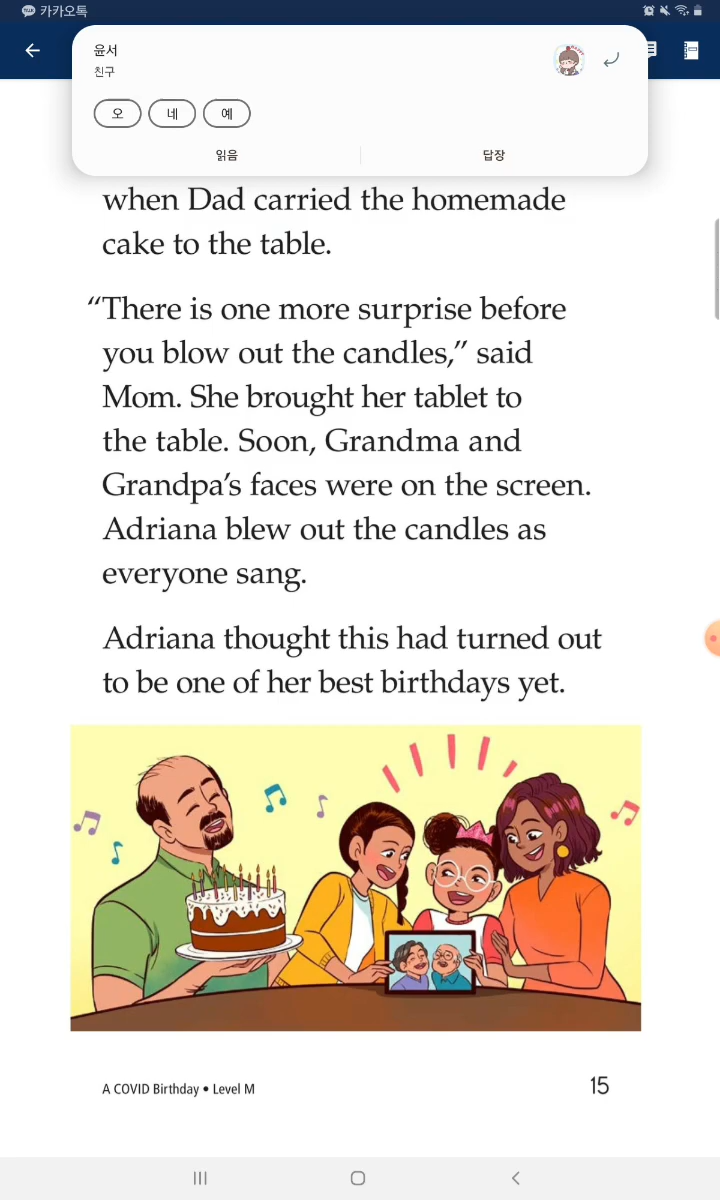 카카오톡
윤서
친구
오 네 예
읽음 답장
when Dad carried the homemade
cake to the table.
“There is one more surprise before
you blow out the candles,” said
Mom. She brought her tablet to
the table. Soon, Grandma and
Grandpa’s faces were on the screen.
Adriana blew out the candles as
everyone sang.
Adriana thought this had turned out
to be one of her best birthdays yet.
A COVID Birthday • Level M
15